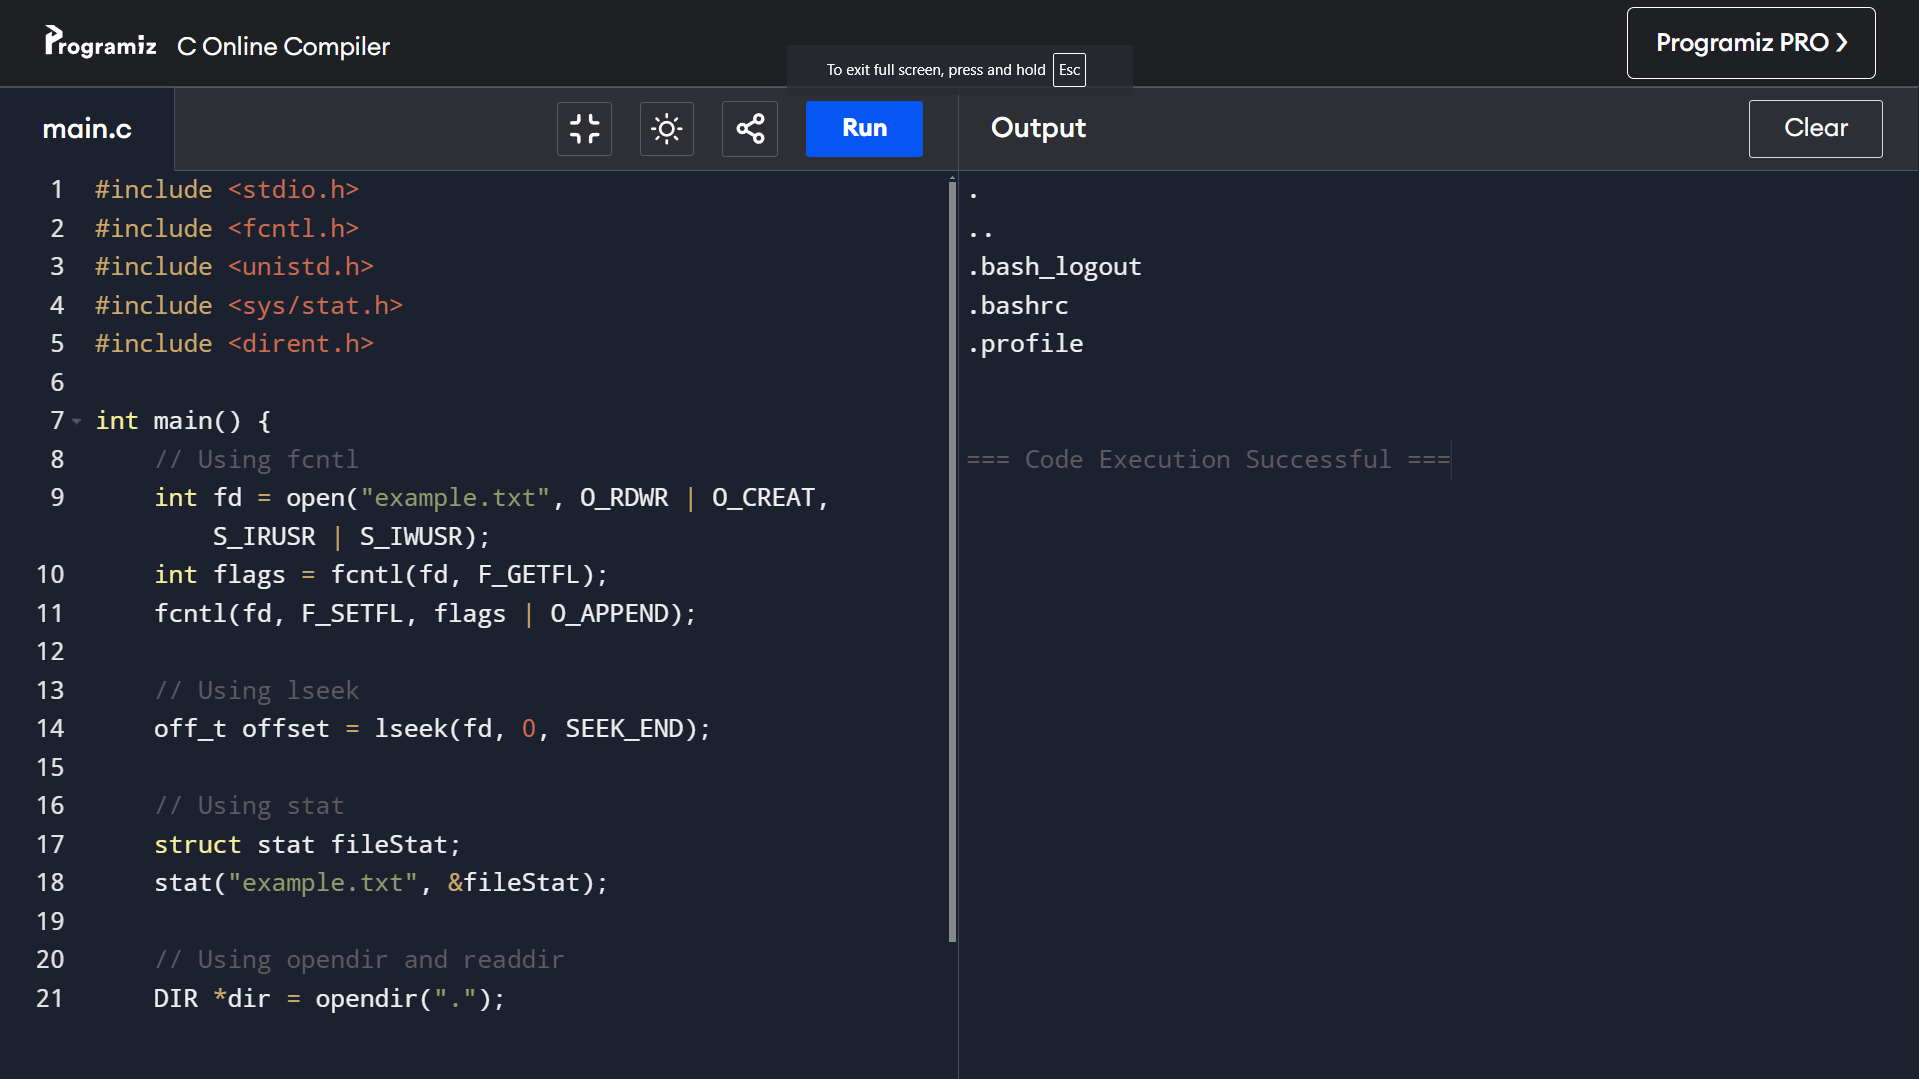 Programiz C Online Compiler
To exit full screen, press and hold Esc
Programiz PRO ❯
main.c
Run
Output
Clear
1 #include <stdio.h>
2 #include <fcntl.h>
3 #include <unistd.h>
4 #include <sys/stat.h>
5 #include <dirent.h>
6
7 int main() {
8 // Using fcntl
9 int fd = open("example.txt", O_RDWR | O_CREAT,
S_IRUSR | S_IWUSR);
10 int flags = fcntl(fd, F_GETFL);
11 fcntl(fd, F_SETFL, flags | O_APPEND);
12
13 // Using lseek
14 off_t offset = lseek(fd, 0, SEEK_END);
15
16 // Using stat
17 struct stat fileStat;
18 stat("example.txt", &fileStat);
19
20 // Using opendir and readdir
21 DIR *dir = opendir(".");
.
..
.bash_logout
.bashrc
.profile
=== Code Execution Successful ===